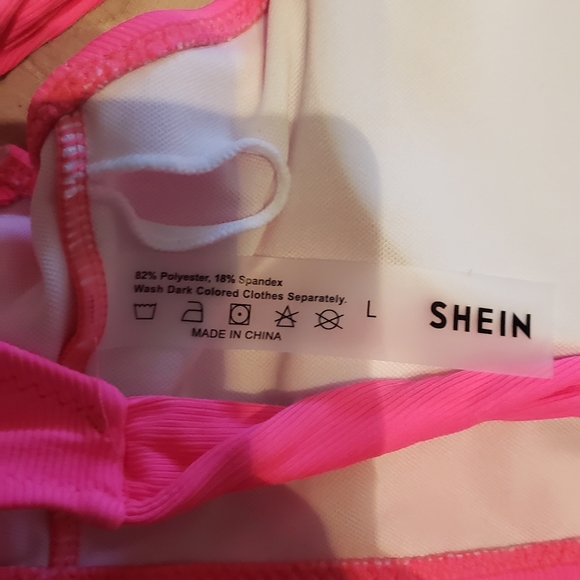 82% Polyester, 18% Spandex
Wash Dark Colored Clothes Separately.
L
SHEIN
MADE IN CHINA